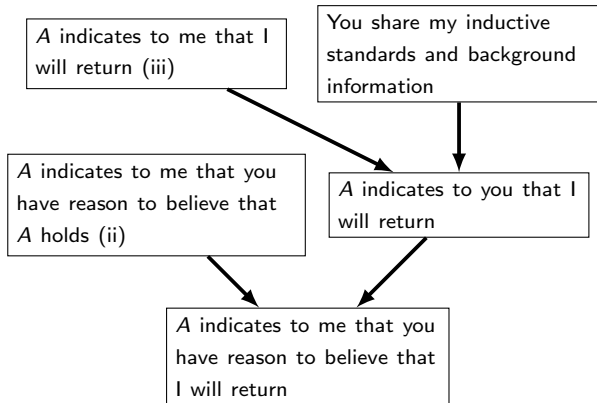 A indicates to me that I
will return (iii)
You share my inductive
standards and background
information
A indicates to me that you
have reason to believe that
A holds (ii)
A indicates to you that I
will return
A indicates to me that you
have reason to believe that
I will return